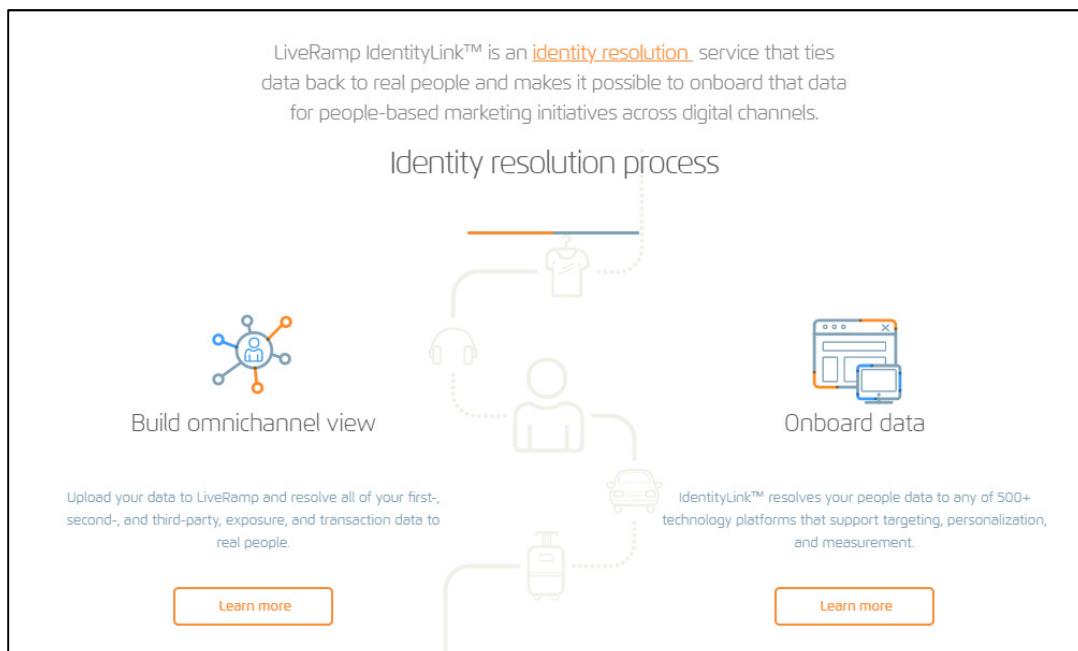 LiveRamp IdentityLink™ is an identity resolution service that ties
data back to real people and makes it possible to onboard that data
for people-based marketing initiatives across digital channels.
Identity resolution process
Build omnichannel view
Upload your data to LiveRamp and resolve all of your first-,
second-, and third-party, exposure, and transaction data to
real people.
Learn more
Onboard data
IdentityLink™ resolves your people data to any of 500+
technology platforms that support targeting, personalization,
and measurement.
Learn more